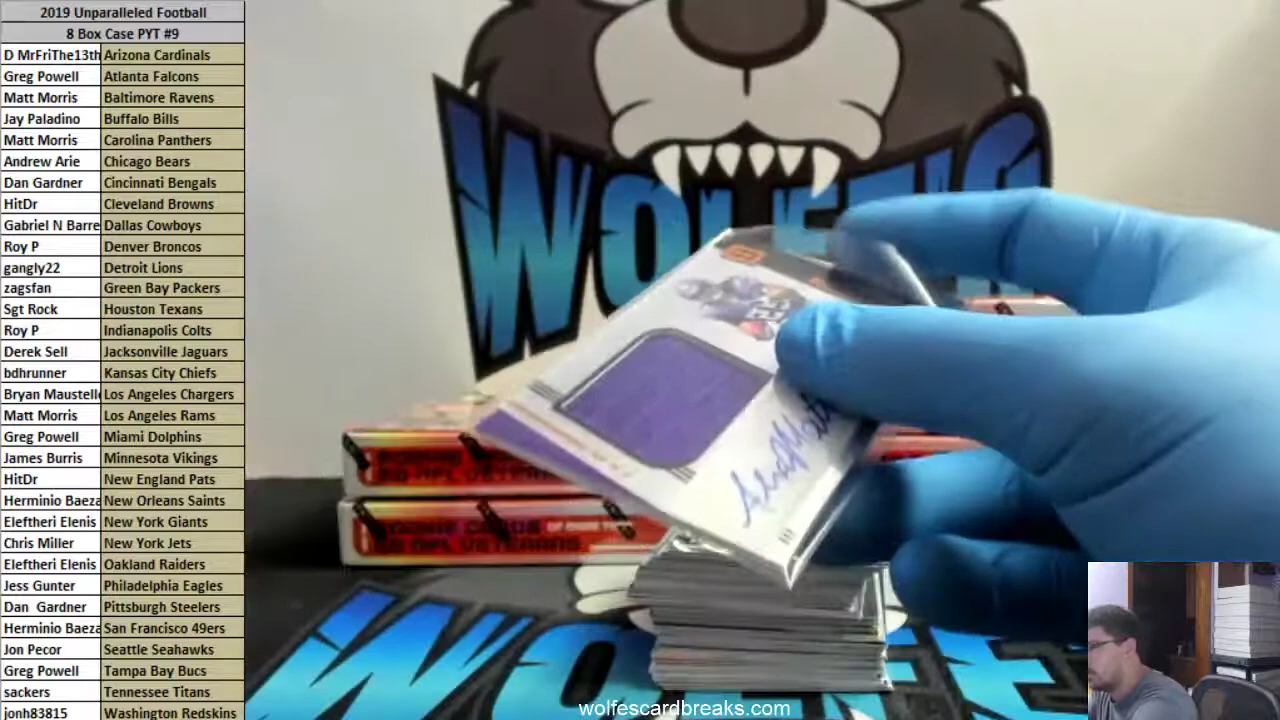 2019 Unparalleled Football
8 Box Case PYT #9
D MrFriThe13th Arizona Cardinals
Greg Powell Atlanta Falcons
Matt Morris Baltimore Ravens
Jay Paladino Buffalo Bills
Matt Morris Carolina Panthers
Andrew Arie Chicago Bears
Dan Gardner Cincinnati Bengals
HitDr Cleveland Browns
Gabriel N Barre Dallas Cowboys
Roy P Denver Broncos
gangly22 Detroit Lions
zagsfan Green Bay Packers
Sgt Rock Houston Texans
Roy P Indianapolis Colts
Derek Sell Jacksonville Jaguars
bdhrunner Kansas City Chiefs
Bryan Maustelle Los Angeles Chargers
Matt Morris Los Angeles Rams
Greg Powell Miami Dolphins
James Burris Minnesota Vikings
HitDr New England Pats
Herminio Baeza New Orleans Saints
Eleftheri Elenis New York Giants
Chris Miller New York Jets
Eleftheri Elenis Oakland Raiders
Jess Gunter Philadelphia Eagles
Dan Gardner Pittsburgh Steelers
Herminio Baeza San Francisco 49ers
Jon Pecor Seattle Seahawks
Greg Powell Tampa Bay Bucs
sackers Tennessee Titans
jonh83815 Washington Redskins
WOLFE'S
NFL VETERANS
NFL VETERANS
WOLFE
wolfescardbreaks.com